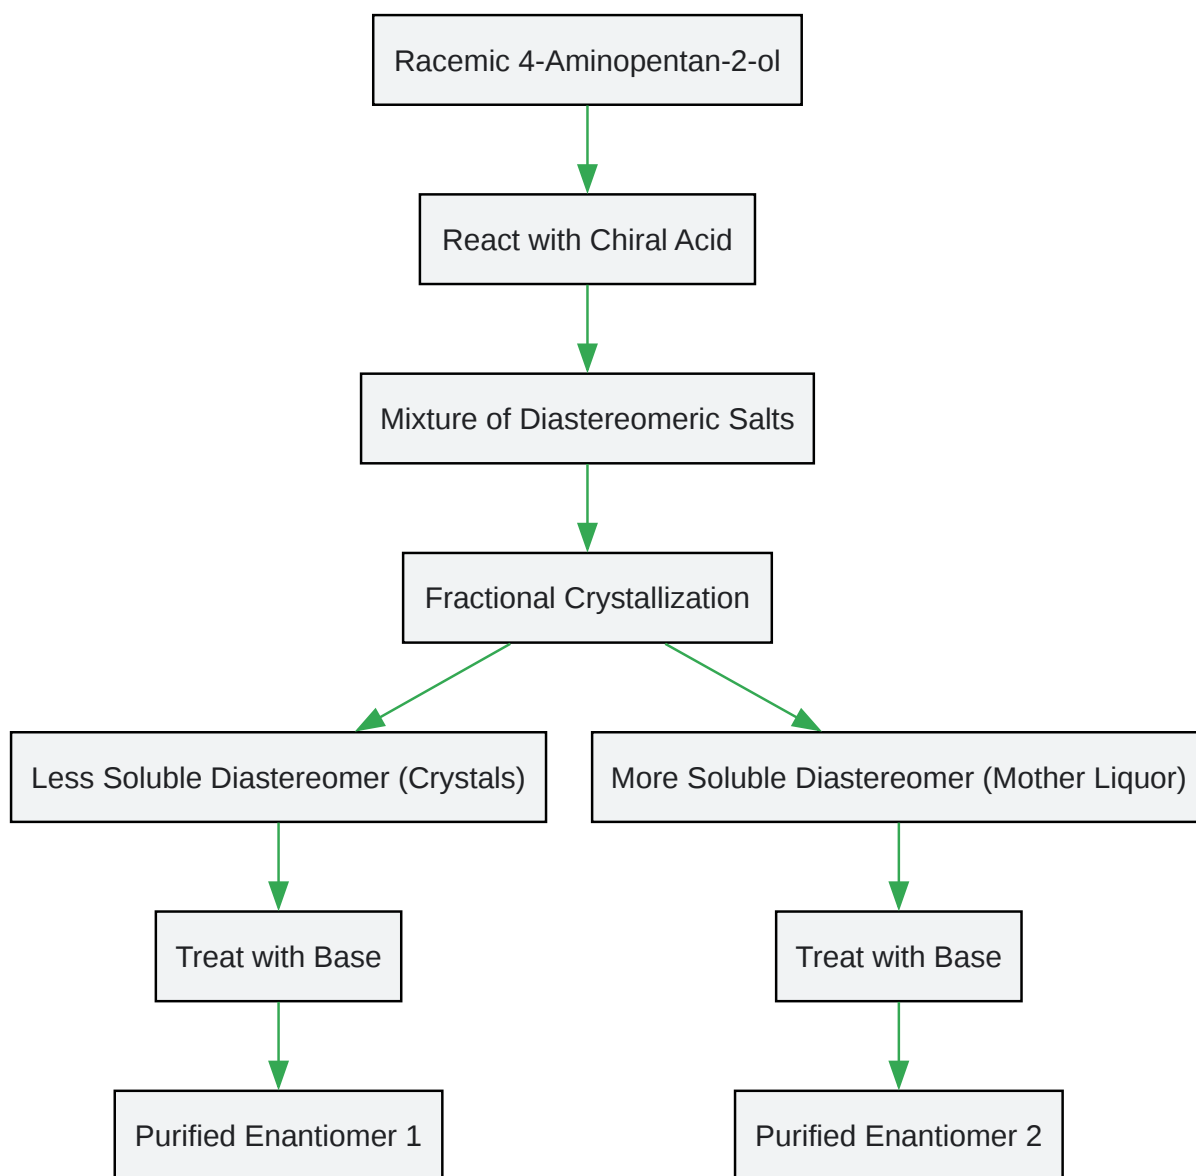 Racemic 4-Aminopentan-2-ol
React with Chiral Acid
Mixture of Diastereomeric Salts
Fractional Crystallization
Less Soluble Diastereomer (Crystals)
More Soluble Diastereomer (Mother Liquor)
Treat with Base
Treat with Base
Purified Enantiomer 1
Purified Enantiomer 2